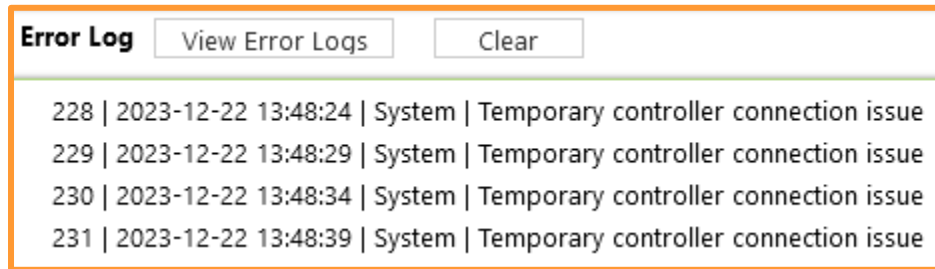 Error Log View Error Logs Clear
228 | 2023-12-22 13:48:24 | System | Temporary controller connection issue
229 | 2023-12-22 13:48:29 | System | Temporary controller connection issue
230 | 2023-12-22 13:48:34 | System | Temporary controller connection issue
231 | 2023-12-22 13:48:39 | System | Temporary controller connection issue